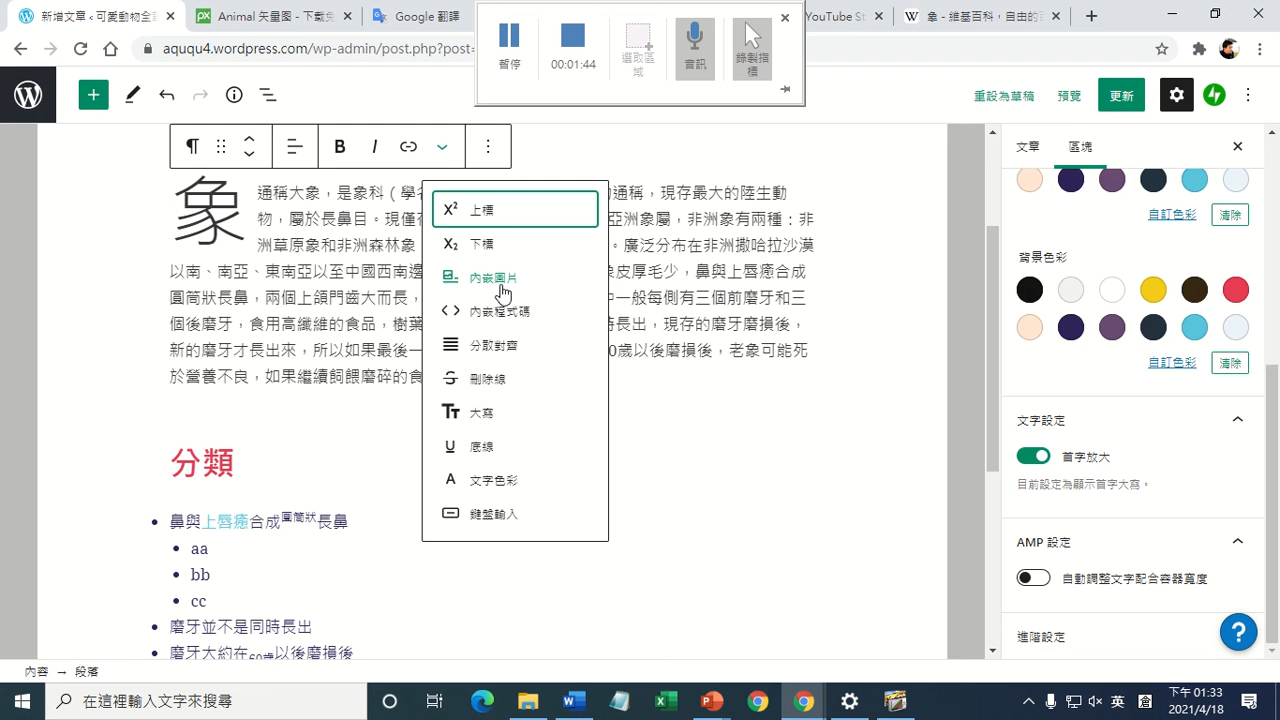 新增文章 ‹ 可愛動物全
Animal 矢量图 - 下載免
Google 翻譯
YouTube St
象 - 維基百科，自由的
暫停
00:01:44
選取區域
音訊
錄製指標
aququ4.wordpress.com/wp-admin/post.php?post=
重設為草稿
預覽
更新
文章
區塊
象
通稱大象，是象科（學
的通稱，現存最大的陸生動
物，屬於長鼻目。現僅
亞洲象屬，非洲象有兩種：非
洲草原象和非洲森林象
。廣泛分布在非洲撒哈拉沙漠
以南、南亞、東南亞以至中國西南邊
象皮厚毛少，鼻與上唇癒合成
圓筒狀長鼻，兩個上頜門齒大而長，
中一般每側有三個前磨牙和三
個後磨牙，食用高纖維的食品，樹葉
時長出，現存的磨牙磨損後，
新的磨牙才長出來，所以如果最後一
0歲以後磨損後，老象可能死
於營養不良，如果繼續飼餵磨碎的食
X² 上標
X₂ 下標
內嵌圖片
內嵌程式碼
分散對齊
刪除線
大寫
底線
文字色彩
鍵盤輸入
分類
鼻與上唇癒合成圓筒狀長鼻
aa
bb
cc
磨牙並不是同時長出
磨牙大約在60歲以後磨損後
自訂色彩
清除
背景色彩
自訂色彩
清除
文字設定
首字放大
目前設定為顯示首字大寫。
AMP 設定
自動調整文字配合容器寬度
進階設定
內容 → 段落
在這裡輸入文字來搜尋
英
下午 01:33
2021/4/18